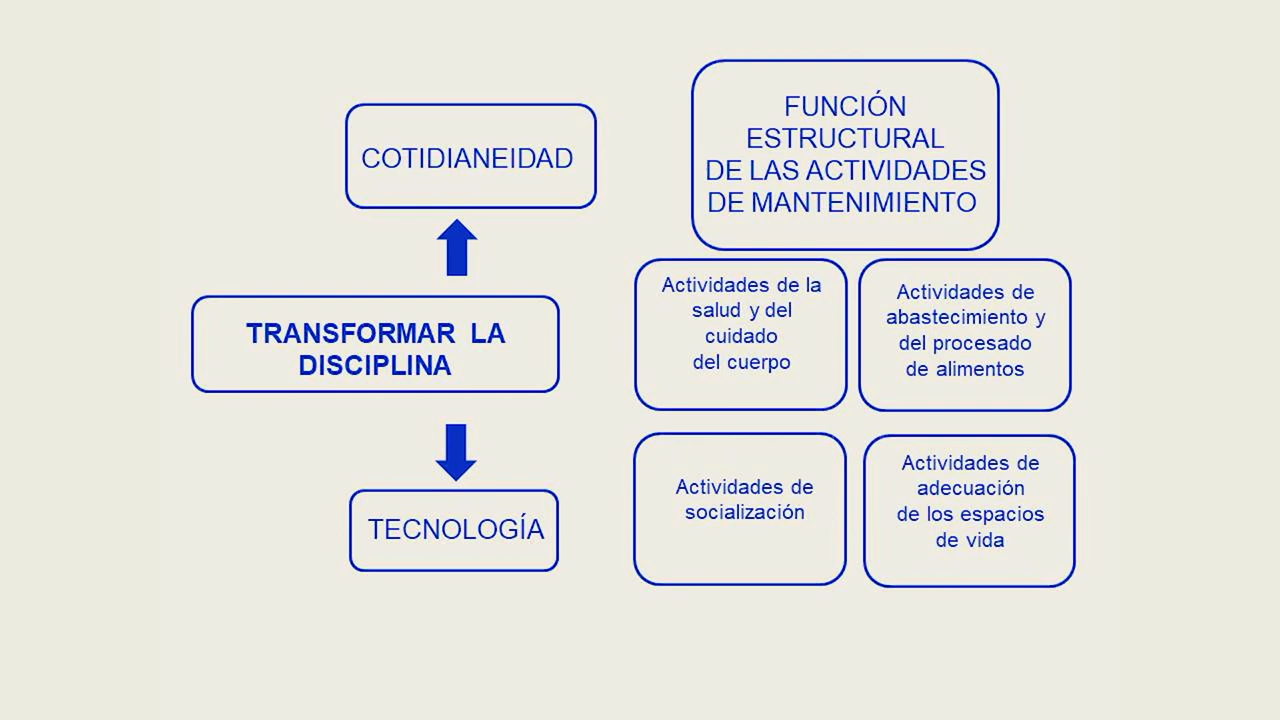 COTIDIANEIDAD
TRANSFORMAR LA
DISCIPLINA
TECNOLOGÍA
FUNCIÓN
ESTRUCTURAL
DE LAS ACTIVIDADES
DE MANTENIMIENTO
Actividades de la
salud y del
cuidado
del cuerpo
Actividades de
abastecimiento y
del procesado
de alimentos
Actividades de
socialización
Actividades de
adecuación
de los espacios
de vida